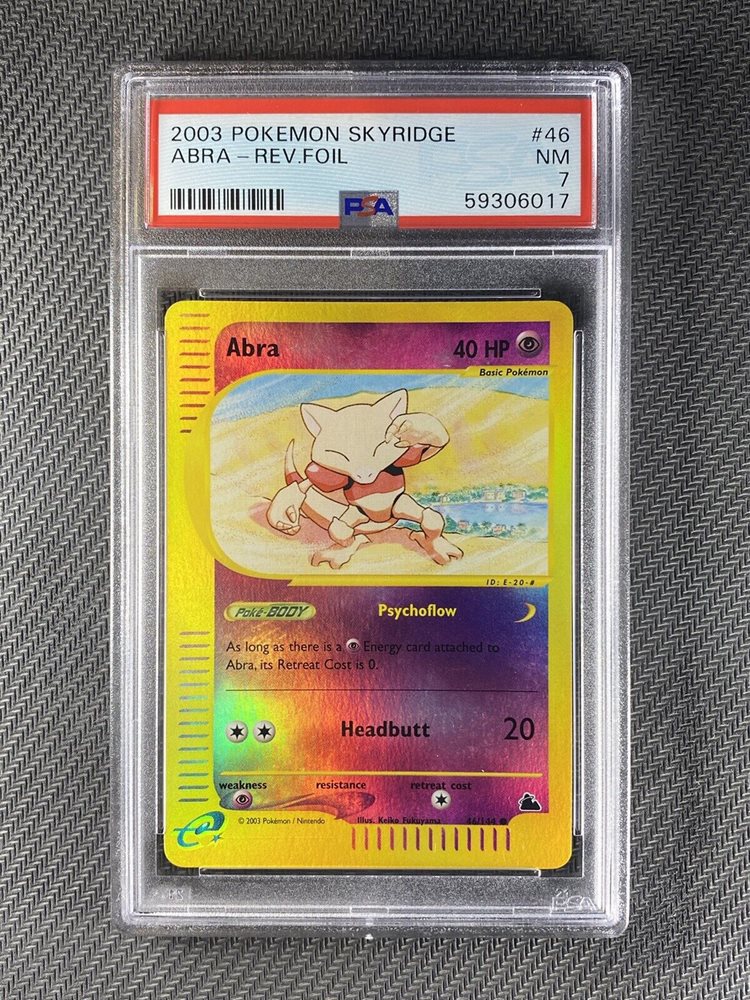 2003 POKEMON SKYRIDGE #46
ABRA - REV.FOIL NM
7
PSA 59306017
Abra 40 HP
Basic Pokémon
ID: E-20-#
Poké-BODY Psychoflow
As long as there is a Energy card attached to
Abra, its Retreat Cost is 0.
Headbutt 20
weakness resistance retreat cost
© 2003 Pokémon / Nintendo Illus. Keiko Fukuyama 46/144
e
PSA